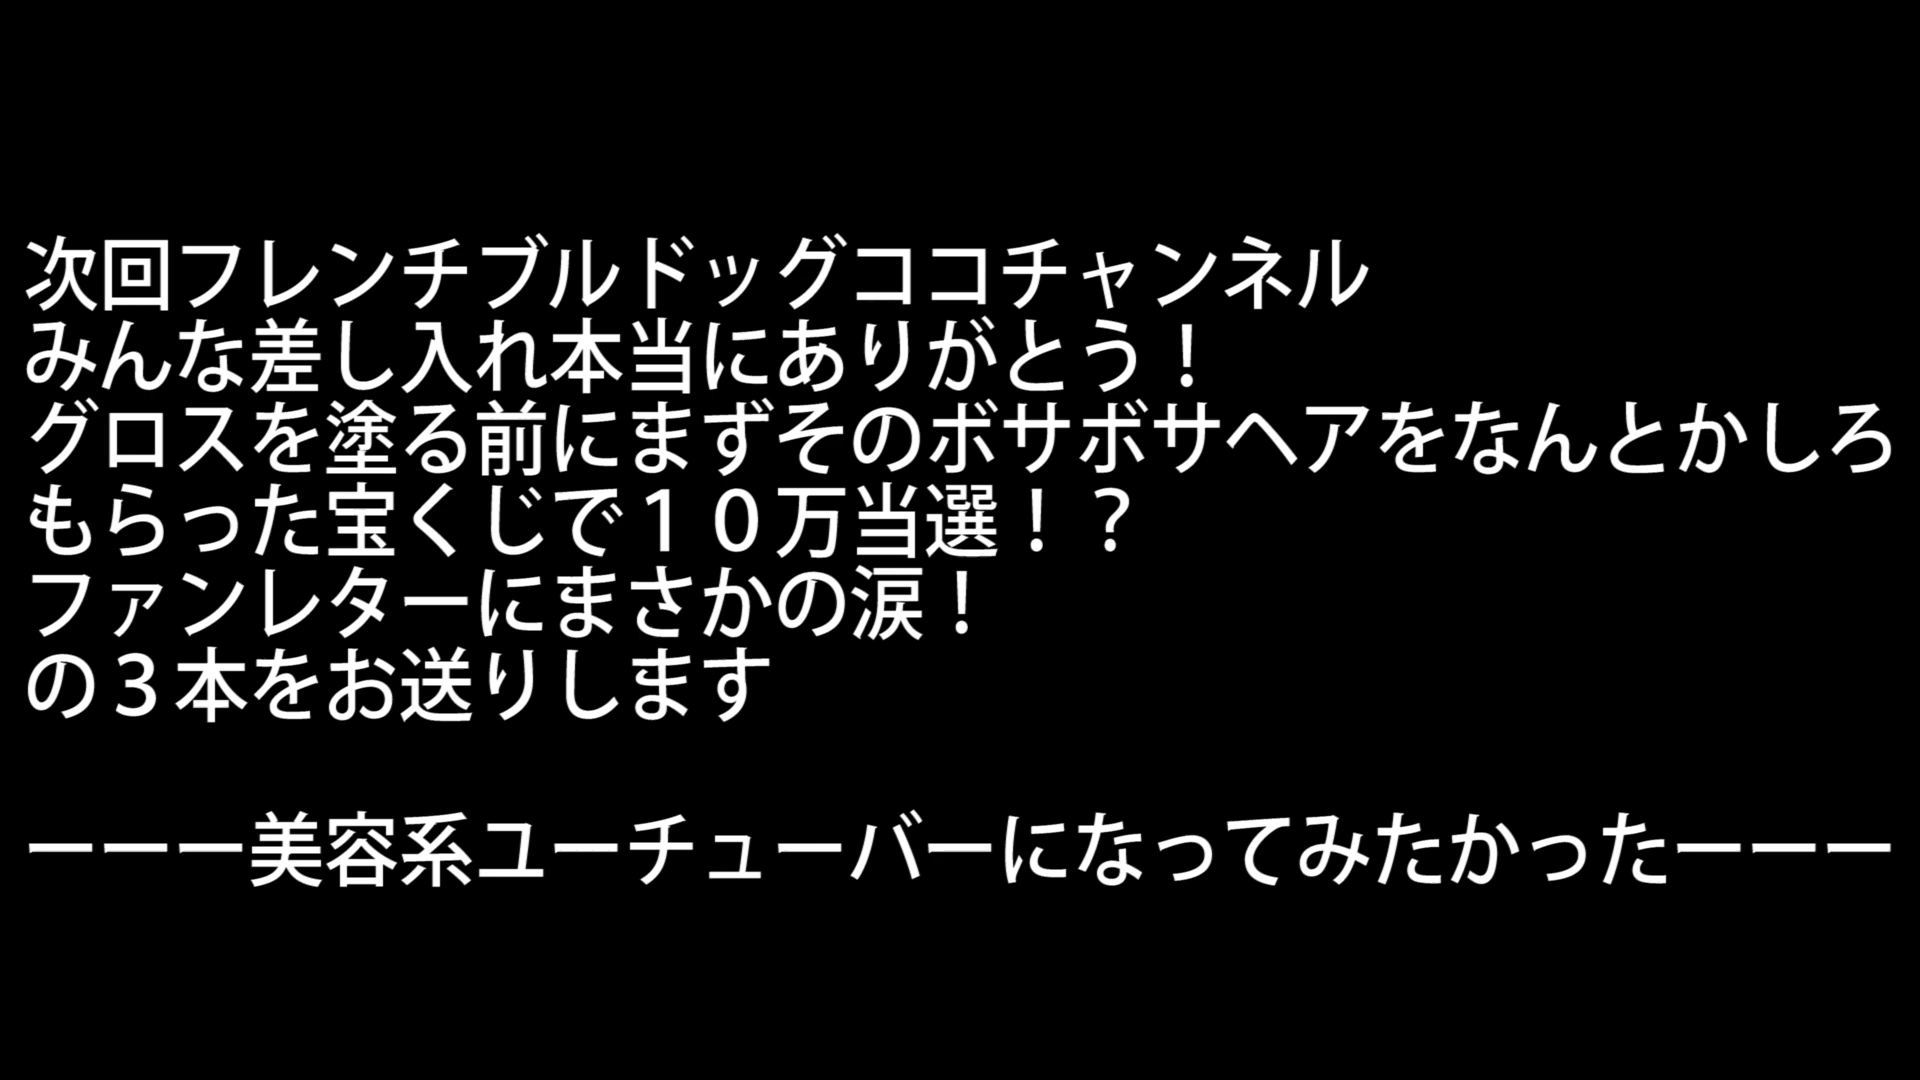 次回フレンチブルドッグココチャンネル
みんな差し入れ本当にありがとう！
グロスを塗る前にまずそのボサボサヘアをなんとかしろ
もらった宝くじで１０万当選！？
ファンレターにまさかの涙！
の３本をお送りします
ーーー美容系ユーチューバーになってみたかったーーー